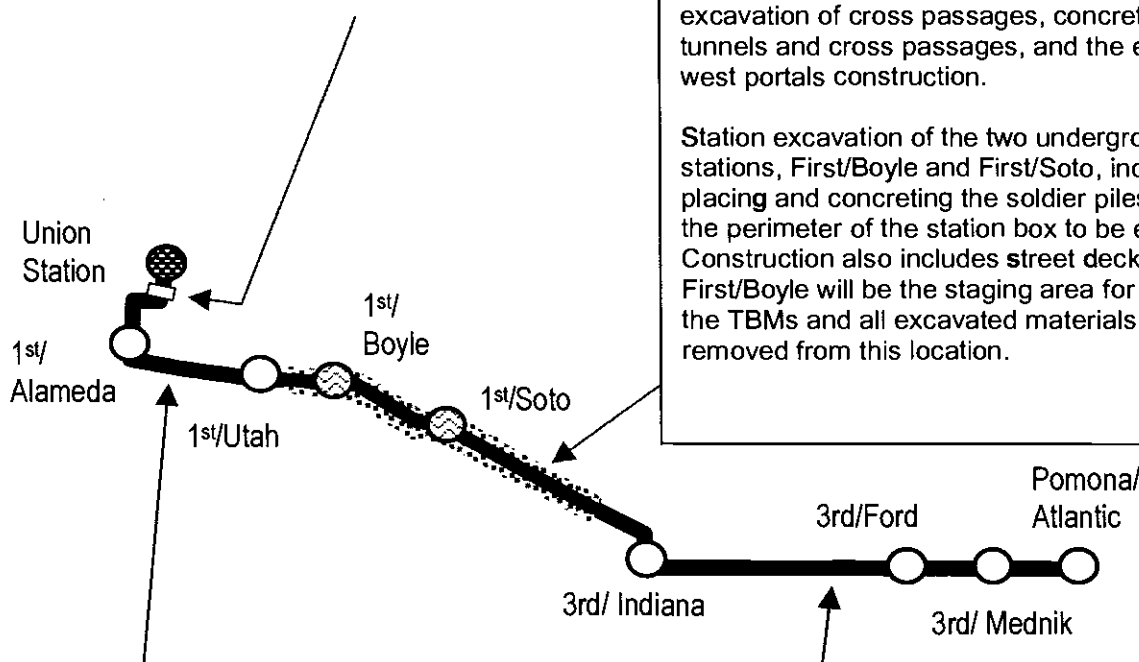 excavation of cross passages, concret
tunnels and cross passages, and the e
west portals construction.
Station excavation of the two undergro
stations, First/Boyle and First/Soto, inc
placing and concreting the soldier piles
the perimeter of the station box to be e
Construction also includes street deck
First/Boyle will be the staging area for
the TBMs and all excavated materials
removed from this location.
Union
Station
1st/
Boyle
1st/
Alameda
1st/Utah
1st/Soto
Pomona/
Atlantic
3rd/Ford
3rd/ Indiana
3rd/ Mednik